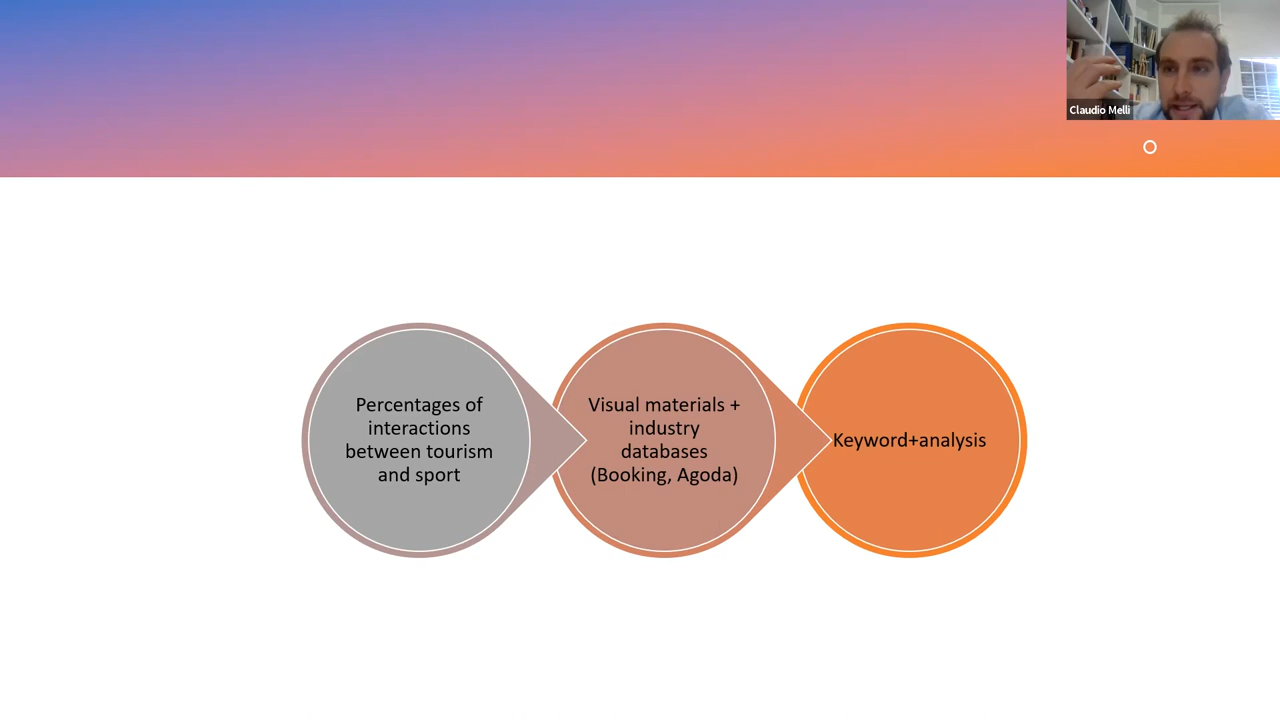 Claudio Melli
Percentages of
interactions
between tourism
and sport
Visual materials +
industry
databases
(Booking, Agoda)
Keyword+analysis